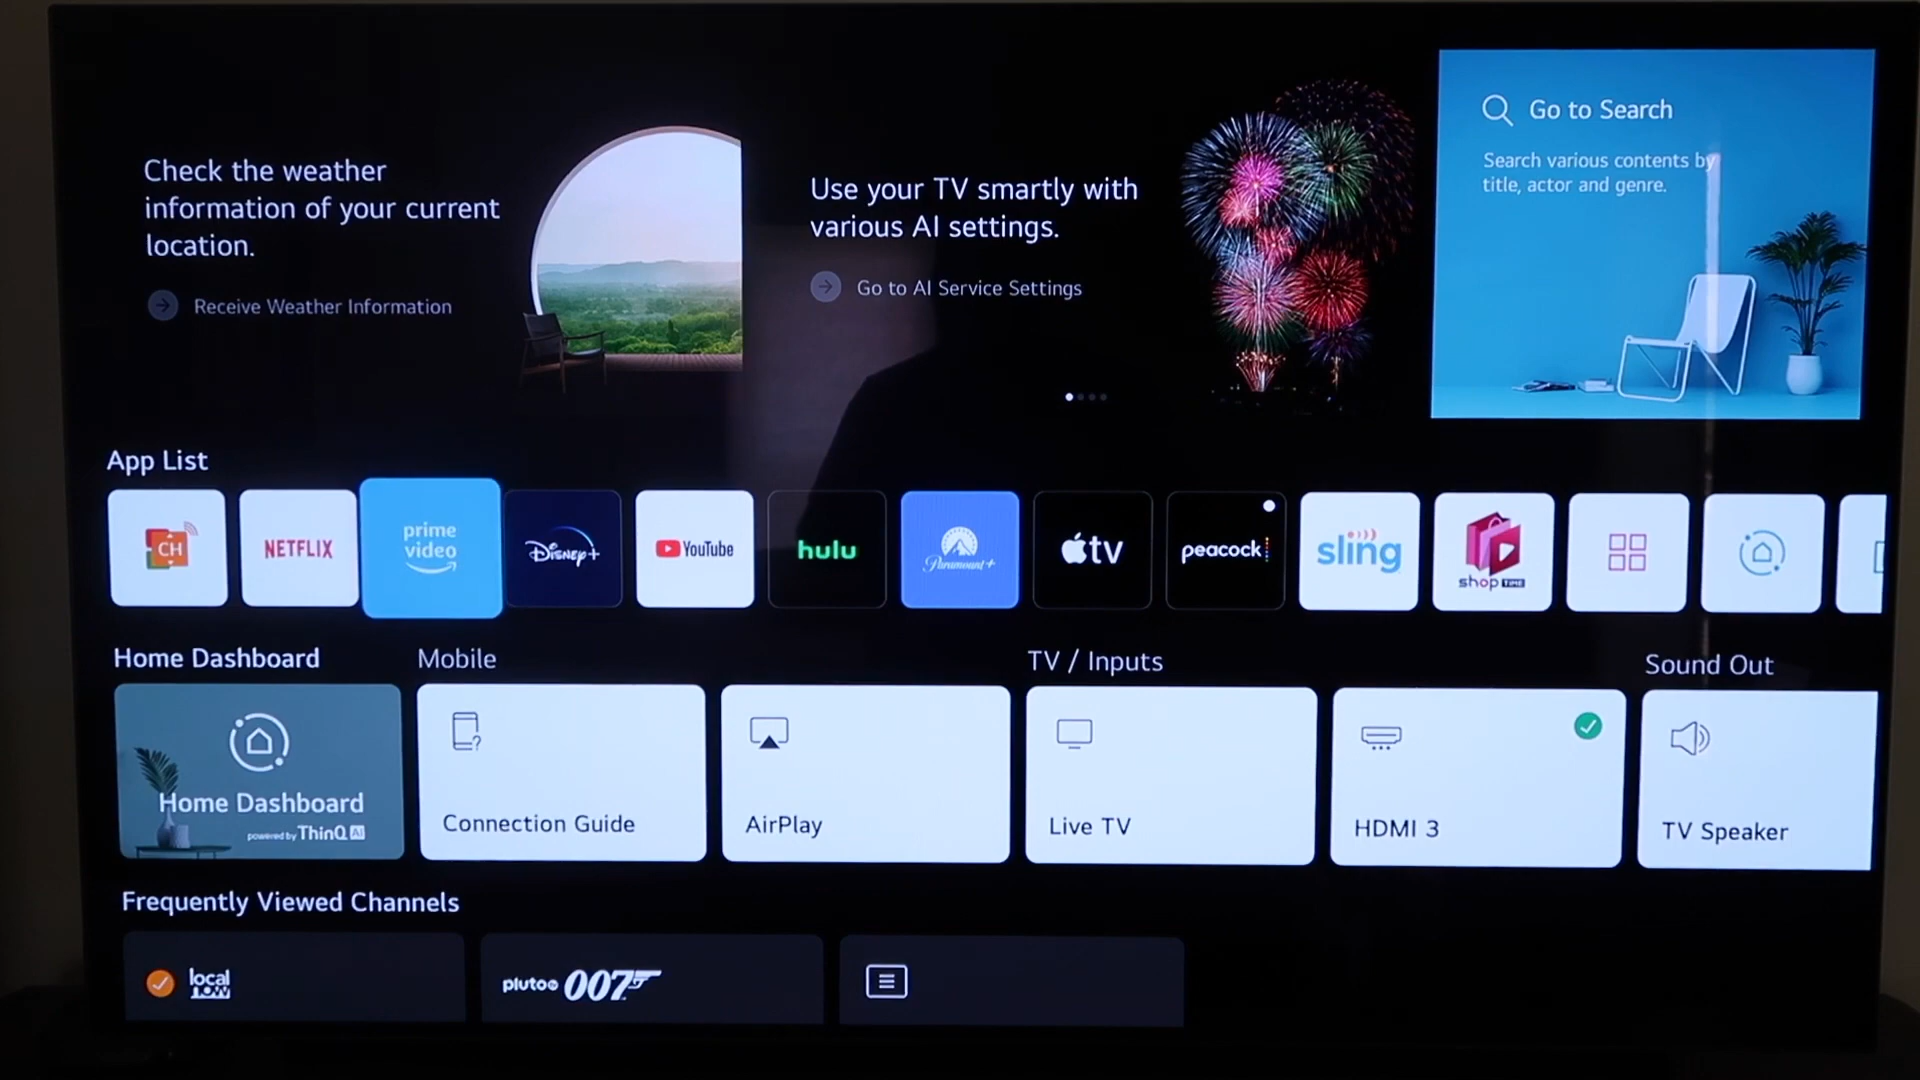 Check the weather
information of your current
location.
Receive Weather Information
Use your TV smartly with
various AI settings.
Go to AI Service Settings
Go to Search
Search various contents by
title, actor and genre.
App List
CH
NETFLIX
prime
video
Disney+
YouTube
hulu
Paramount+
tv
peacock
sling
shop TIME
Home Dashboard
Mobile
TV / Inputs
Sound Out
Home Dashboard
powered by ThinQ AI
Connection Guide
AirPlay
Live TV
HDMI 3
TV Speaker
Frequently Viewed Channels
local
now
pluto tv 007